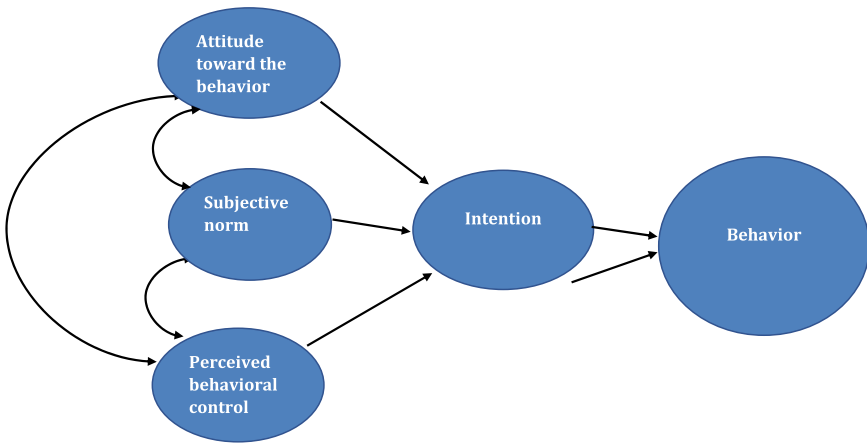 Attitude
toward the
behavior
Subjective
norm
Intention
Behavior
Perceived
behavioral
control